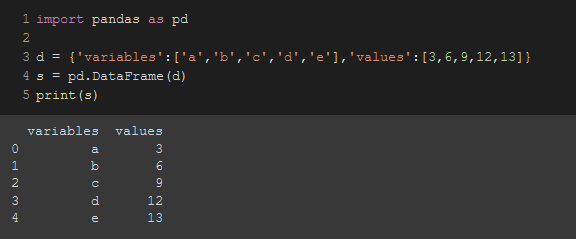 1 import pandas as pd
2
3 d = {'variables':['a','b','c','d','e'],'values':[3,6,9,12,13]}
4 s = pd.DataFrame(d)
5 print(s)
variables values
0 a 3
1 b 6
2 c 9
3 d 12
4 e 13